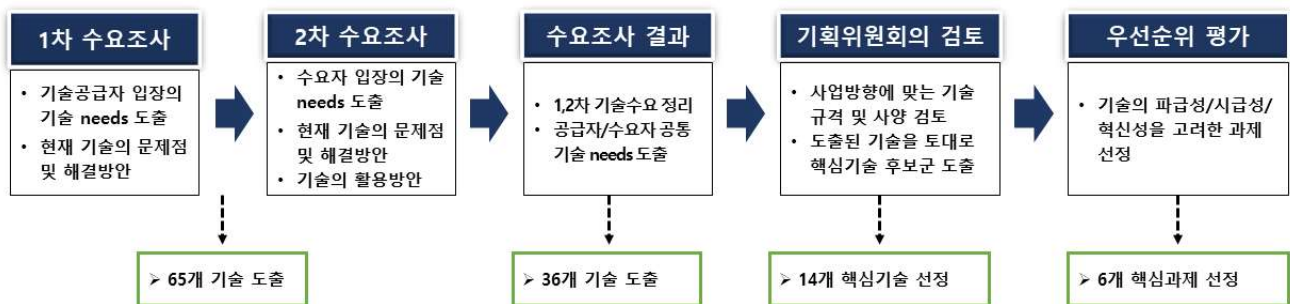 1차 수요조사
• 기술공급자 입장의
기술 needs 도출
• 현재 기술의 문제점
및 해결방안
2차 수요조사
• 수요자 입장의 기술
needs 도출
• 현재 기술의 문제점
및 해결방안
• 기술의 활용방안
수요조사 결과
• 1,2차 기술수요 정리
• 공급자/수요자 공통
기술 needs 도출
기획위원회의 검토
• 사업방향에 맞는 기술
규격 및 사양 검토
• 도출된 기술을 토대로
핵심기술 후보군 도출
우선순위 평가
• 기술의 파급성/시급성/
혁신성을 고려한 과제
선정
➢ 65개 기술 도출
➢ 36개 기술 도출
➢ 14개 핵심기술 선정
➢ 6개 핵심과제 선정